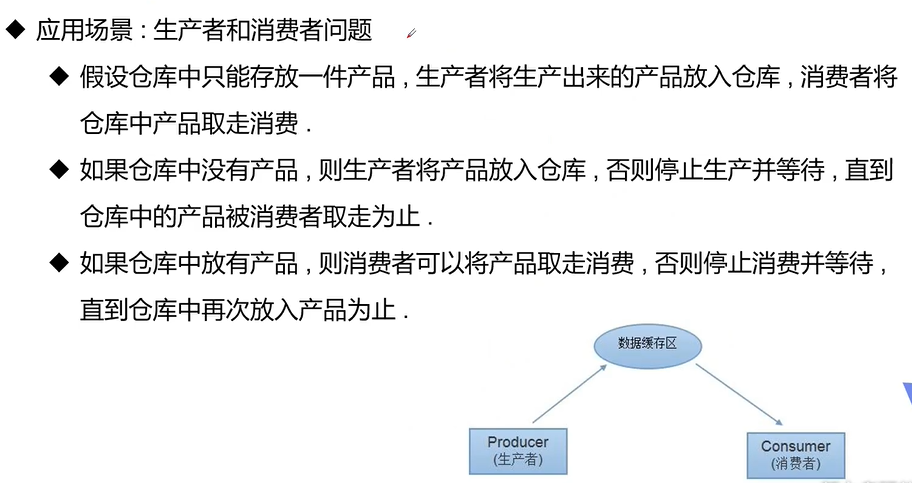 ◆ 应用场景 : 生产者和消费者问题
◆ 假设仓库中只能存放一件产品 , 生产者将生产出来的产品放入仓库 , 消费者将
仓库中产品取走消费 .
◆ 如果仓库中没有产品 , 则生产者将产品放入仓库 , 否则停止生产并等待 , 直到
仓库中的产品被消费者取走为止 .
◆ 如果仓库中放有产品 , 则消费者可以将产品取走消费 , 否则停止消费并等待 ,
直到仓库中再次放入产品为止 .
数据缓存区
Producer
(生产者)
Consumer
(消费者)